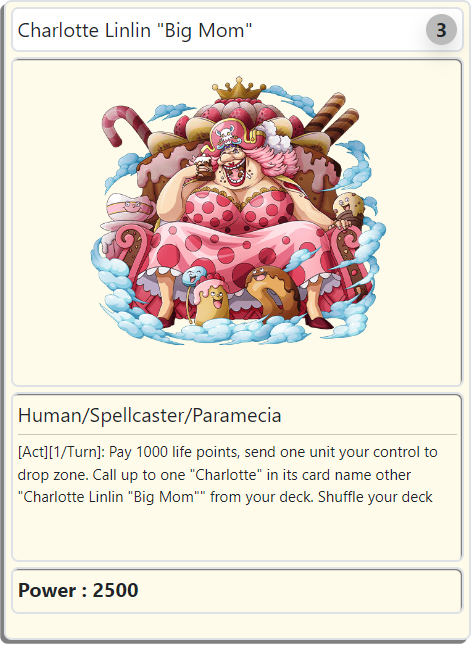 Charlotte Linlin "Big Mom"
3
Human/Spellcaster/Paramecia
[Act][1/Turn]: Pay 1000 life points, send one unit your control to
drop zone. Call up to one "Charlotte" in its card name other
"Charlotte Linlin "Big Mom"" from your deck. Shuffle your deck
Power : 2500